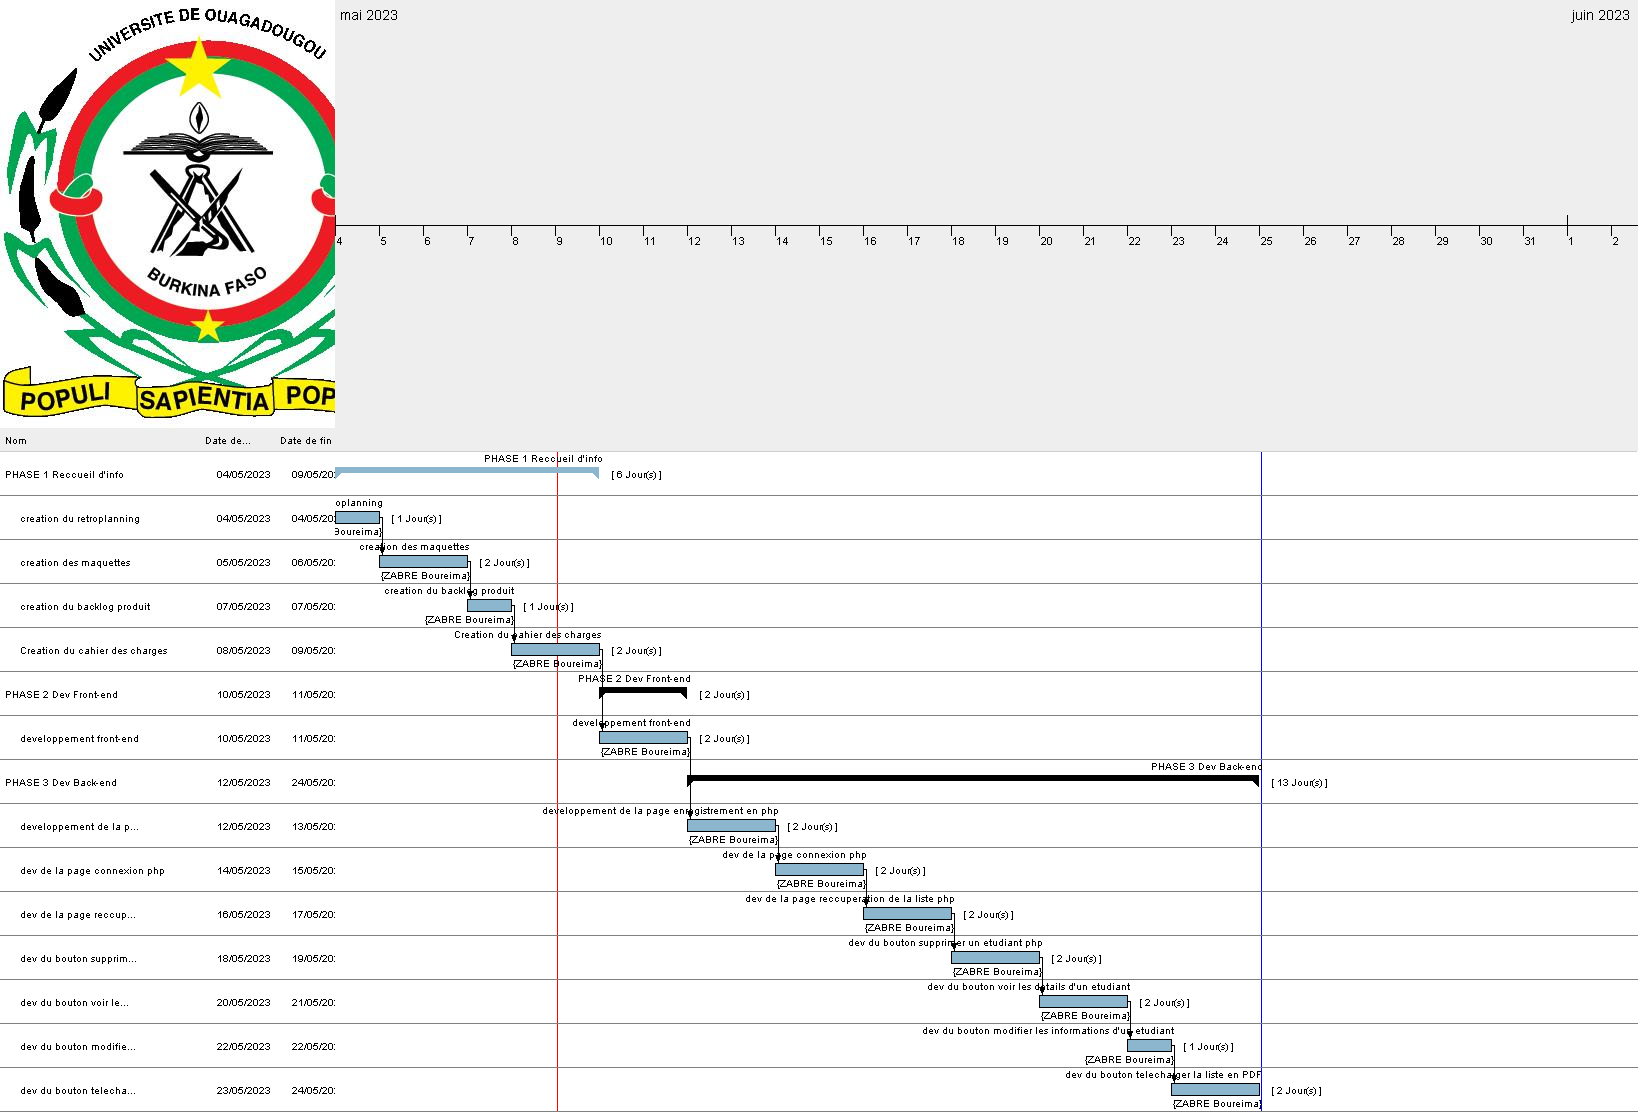 UNIVERSITE DE OUAGADOUGOU
BURKINA FASO
POPULI SAPIENTIA POP
mai 2023 juin 2023
4 5 6 7 8 9 10 11 12 13 14 15 16 17 18 19 20 21 22 23 24 25 26 27 28 29 30 31 1 2
Nom Date de... Date de fin
PHASE 1 Reccueil d'info
PHASE 1 Reccueil d'info 04/05/2023 09/05/20 [ 6 Jour(s) ]
oplanning
creation du retroplanning 04/05/2023 04/05/20 [ 1 Jour(s) ]
Boureima}
creation des maquettes
creation des maquettes 05/05/2023 06/05/20 [ 2 Jour(s) ]
{ZABRE Boureima}
creation du backlog produit
creation du backlog produit 07/05/2023 07/05/20 [ 1 Jour(s) ]
{ZABRE Boureima}
Creation du cahier des charges
Creation du cahier des charges 08/05/2023 09/05/20 [ 2 Jour(s) ]
{ZABRE Boureima}
PHASE 2 Dev Front-end
PHASE 2 Dev Front-end 10/05/2023 11/05/20 [ 2 Jour(s) ]
developpement front-end
developpement front-end 10/05/2023 11/05/20 [ 2 Jour(s) ]
{ZABRE Boureima}
PHASE 3 Dev Back-end
PHASE 3 Dev Back-end 12/05/2023 24/05/20 [ 13 Jour(s) ]
developpement de la page enregistrement en php
developpement de la p... 12/05/2023 13/05/20 [ 2 Jour(s) ]
{ZABRE Boureima}
dev de la page connexion php
dev de la page connexion php 14/05/2023 15/05/20 [ 2 Jour(s) ]
{ZABRE Boureima}
dev de la page reccuperation de la liste php
dev de la page reccup... 16/05/2023 17/05/20 [ 2 Jour(s) ]
{ZABRE Boureima}
dev du bouton supprimer un etudiant php
dev du bouton supprim... 18/05/2023 19/05/20 [ 2 Jour(s) ]
{ZABRE Boureima}
dev du bouton voir les details d'un etudiant
dev du bouton voir le... 20/05/2023 21/05/20 [ 2 Jour(s) ]
{ZABRE Boureima}
dev du bouton modifier les informations d'un etudiant
dev du bouton modifie... 22/05/2023 22/05/20 [ 1 Jour(s) ]
{ZABRE Boureima}
dev du bouton telecharger la liste en PDF
dev du bouton telecha... 23/05/2023 24/05/20 [ 2 Jour(s) ]
{ZABRE Boureima}